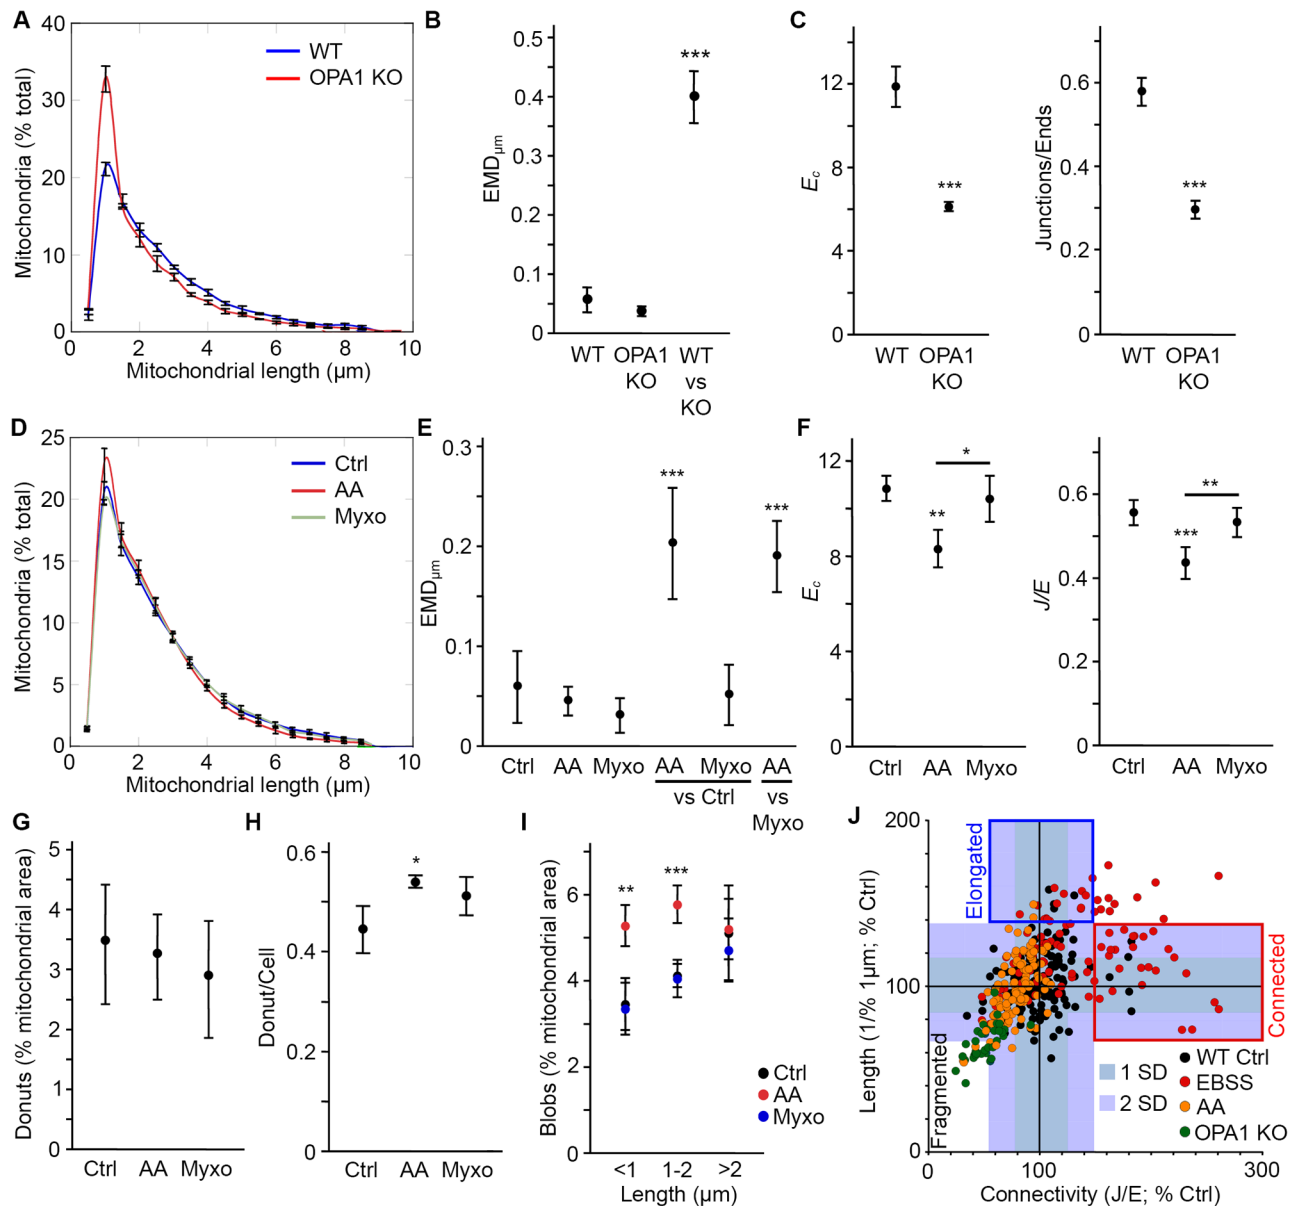 A
40
30
20
10
0
Mitochondria (% total)
WT
OPA1 KO
0 2 4 6 8 10
Mitochondrial length (µm)
B
0.5
0.4
0.3
0.2
0.1
0
EMDµm
***
WT OPA1 KO WT vs KO
C
12
8
4
0
Ec
***
WT OPA1 KO
0.6
0.4
0.2
0
Junctions/Ends
***
WT OPA1 KO
D
25
20
15
10
5
0
Mitochondria (% total)
Ctrl
AA
Myxo
0 2 4 6 8 10
Mitochondrial length (µm)
E
0.3
0.2
0.1
0
EMDµm
***
***
Ctrl AA Myxo AA Myxo AA
vs Ctrl vs Myxo
F
12
8
4
0
Ec
*
**
Ctrl AA Myxo
0.6
0.4
0.2
0
J/E
**
***
Ctrl AA Myxo
G
5
4
3
2
1
0
Donuts (% mitochondrial area)
Ctrl AA Myxo
H
0.6
0.4
0.2
0
Donut/Cell
*
Ctrl AA Myxo
I
6
4
2
0
Blobs (% mitochondrial area)
** ***
Ctrl
AA
Myxo
<1 1-2 >2
Length (µm)
J
200
100
0
Length (1/% 1µm; % Ctrl)
Elongated
Connected
Fragmented
1 SD
2 SD
WT Ctrl
EBSS
AA
OPA1 KO
0 100 300
Connectivity (J/E; % Ctrl)